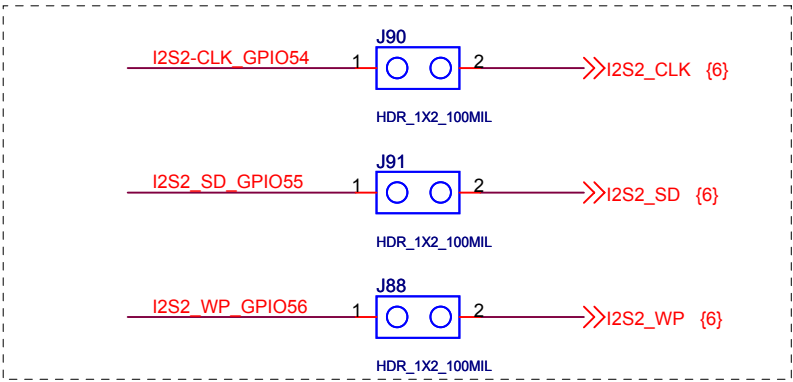 J90
I2S2-CLK_GPIO54 1 2 I2S2_CLK {6}
HDR_1X2_100MIL
J91
I2S2_SD_GPIO55 1 2 I2S2_SD {6}
HDR_1X2_100MIL
J88
I2S2_WP_GPIO56 1 2 I2S2_WP {6}
HDR_1X2_100MIL